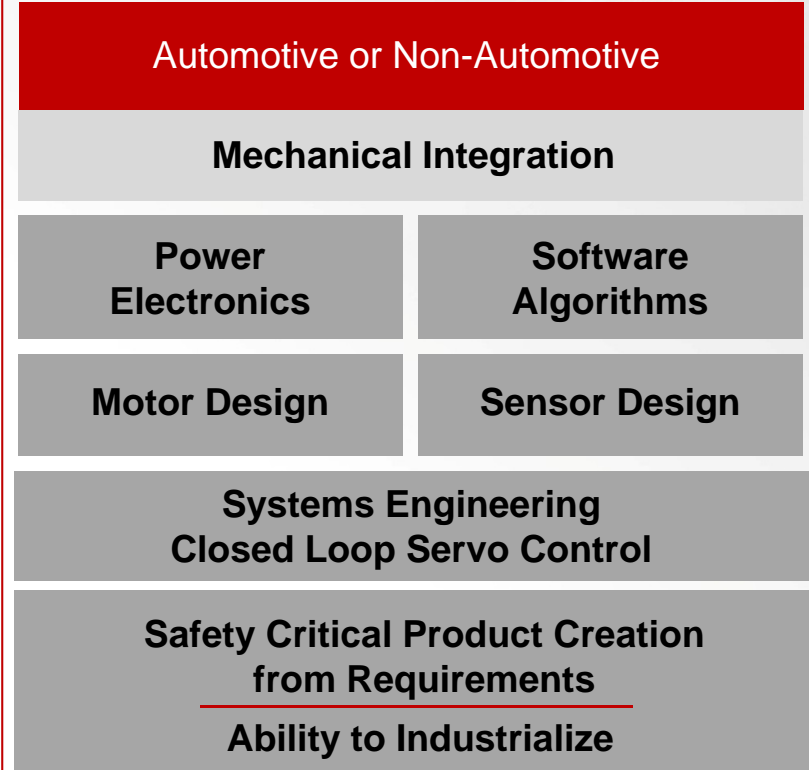 Automotive or Non-Automotive
Mechanical Integration
Power
Electronics
Software
Algorithms
Motor Design
Sensor Design
Systems Engineering
Closed Loop Servo Control
Safety Critical Product Creation
from Requirements
Ability to Industrialize